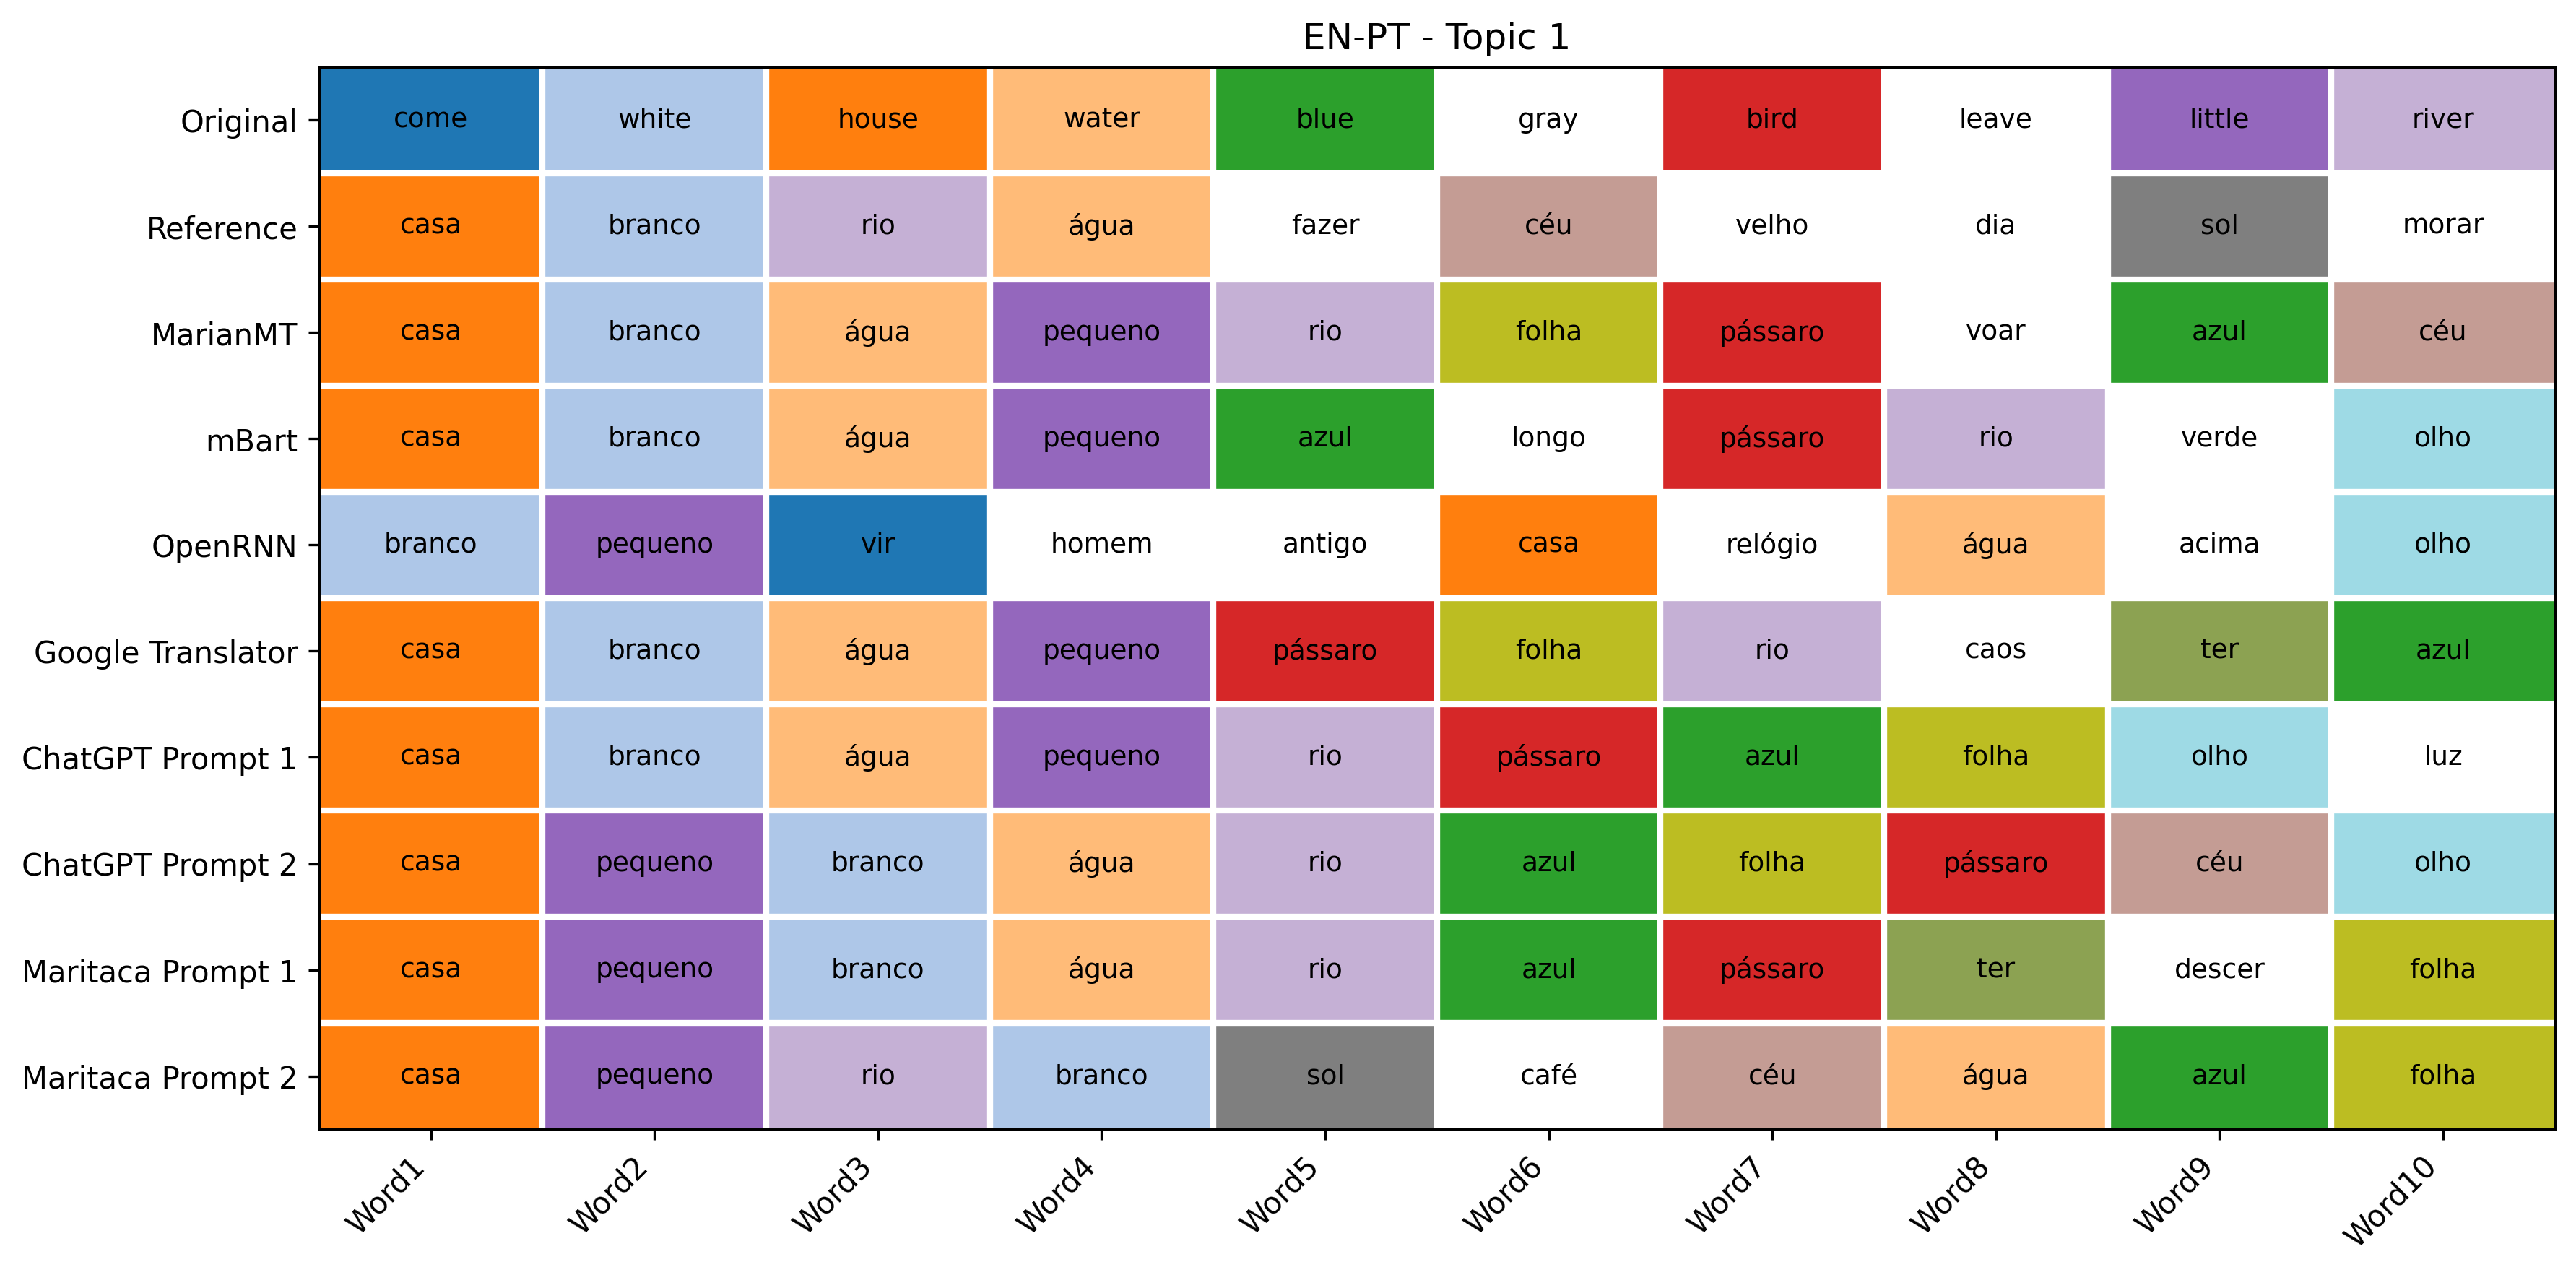 EN-PT - Topic 1
Original come white house water blue gray bird leave little river
Reference casa branco rio água fazer céu velho dia sol morar
MarianMT casa branco água pequeno rio folha pássaro voar azul céu
mBart casa branco água pequeno azul longo pássaro rio verde olho
OpenRNN branco pequeno vir homem antigo casa relógio água acima olho
Google Translator casa branco água pequeno pássaro folha rio caos ter azul
ChatGPT Prompt 1 casa branco água pequeno rio pássaro azul folha olho luz
ChatGPT Prompt 2 casa pequeno branco água rio azul folha pássaro céu olho
Maritaca Prompt 1 casa pequeno branco água rio azul pássaro ter descer folha
Maritaca Prompt 2 casa pequeno rio branco sol café céu água azul folha
Word1 Word2 Word3 Word4 Word5 Word6 Word7 Word8 Word9 Word10